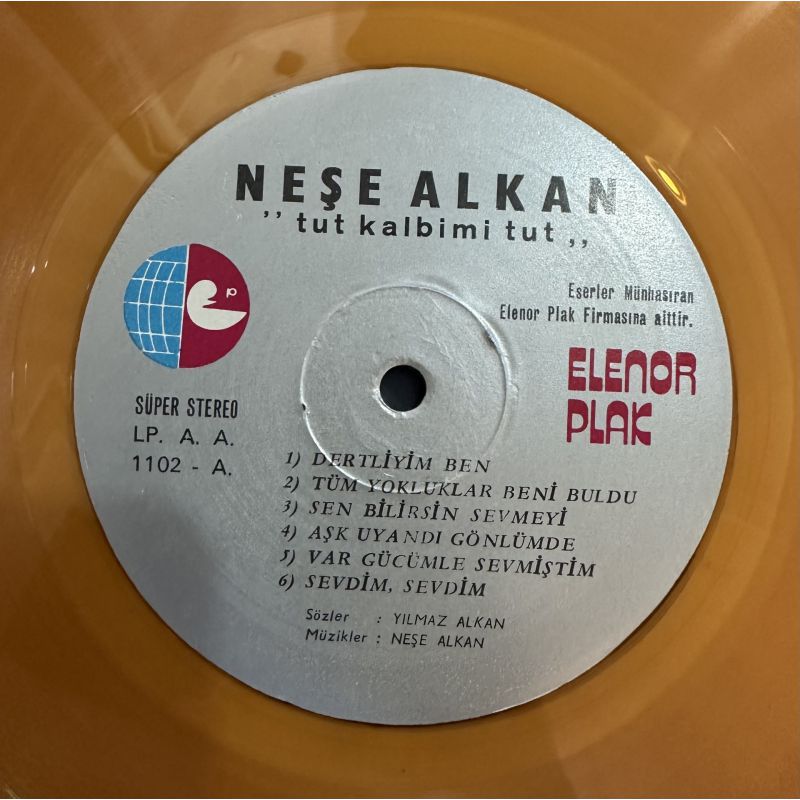 NEŞE ALKAN
,, tut kalbimi tut ,,
Eserler Münhasıran
Elenor Plak Firmasına aittir.
ELENOR
PLAK
SÜPER STEREO
LP. A. A.
1102 - A.
1) DERTLİYİM BEN
2) TÜM YOKLUKLAR BENİ BULDU
3) SEN BİLİRSİN SEVMEYİ
4) AŞK UYANDI GÖNLÜMDE
5) VAR GÜCÜMLE SEVMİŞTİM
6) SEVDİM, SEVDİM
Sözler : YILMAZ ALKAN
Müzikler : NEŞE ALKAN